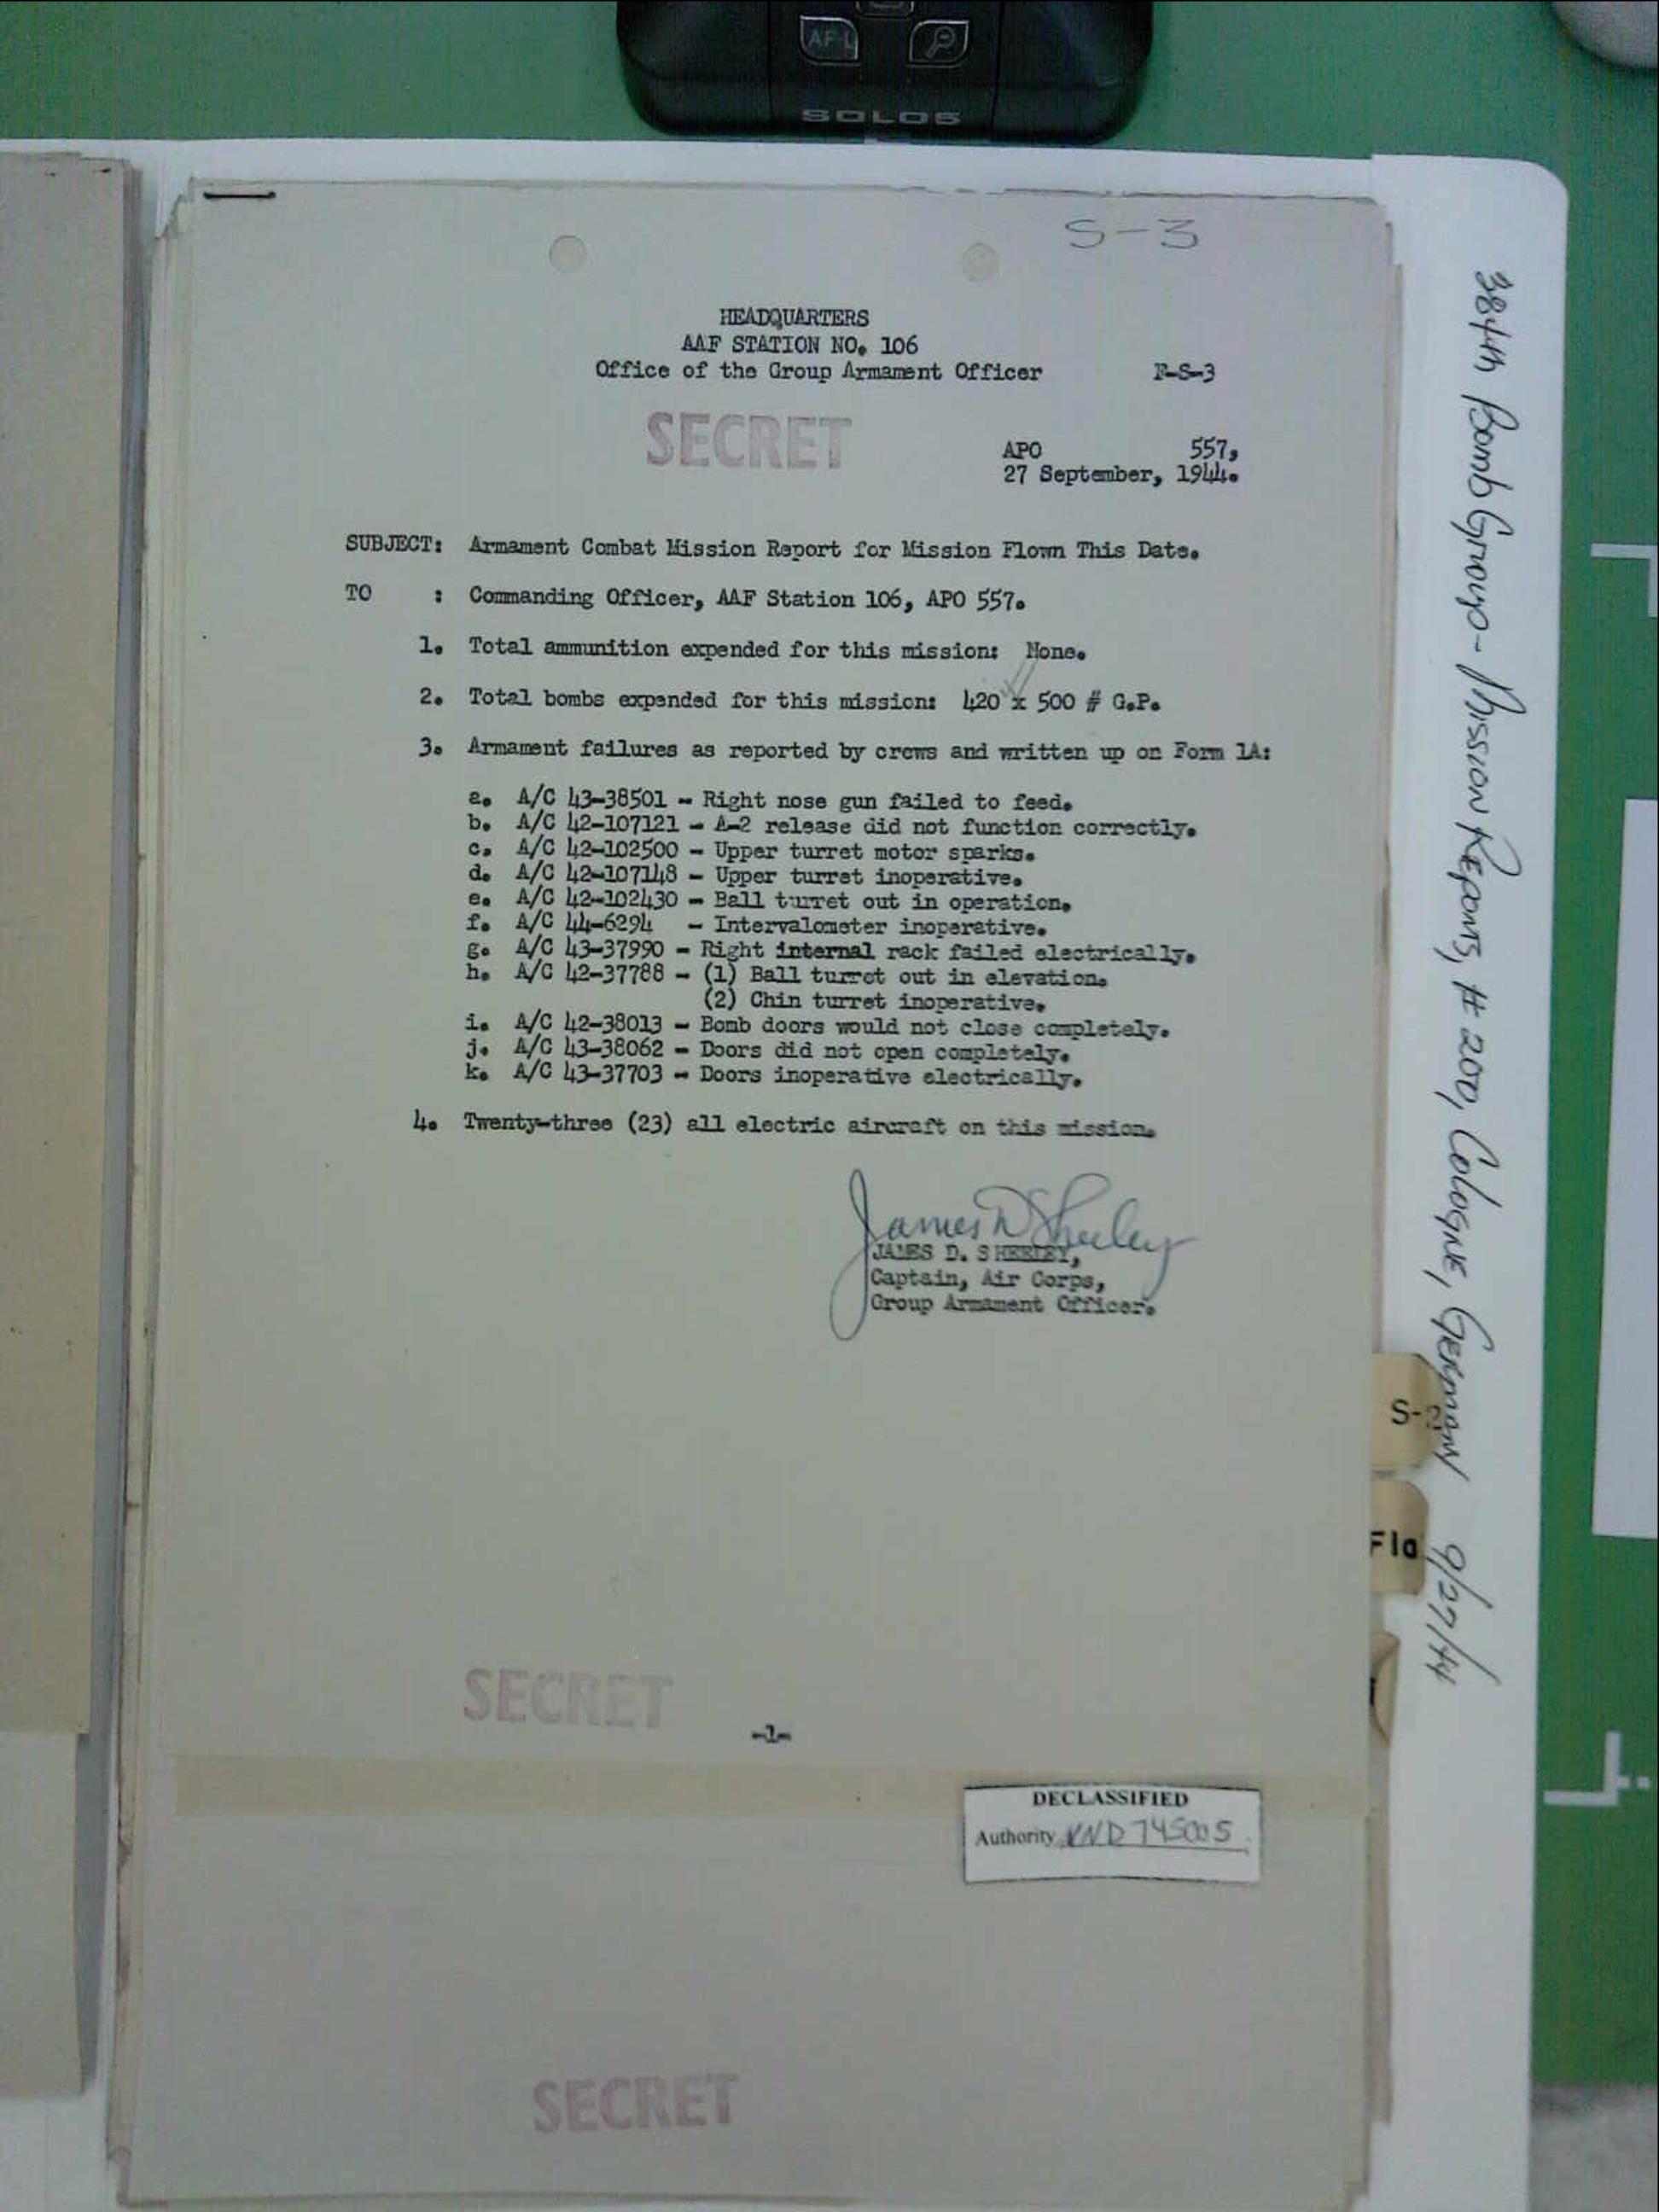 AF-L
SOLOS
S-3
HEADQUARTERS
AAF STATION NO. 106
Office of the Group Armament Officer F-S-3
SECRET
APO 557,
27 September, 1944.
SUBJECT: Armament Combat Mission Report for Mission Flown This Date.
TO : Commanding Officer, AAF Station 106, APO 557.
1. Total ammunition expended for this mission: None.
2. Total bombs expended for this mission: 420 x 500 # G.P.
3. Armament failures as reported by crews and written up on Form 1A:
a. A/C 43-38501 - Right nose gun failed to feed.
b. A/C 42-107121 - A-2 release did not function correctly.
c. A/C 42-102500 - Upper turret motor sparks.
d. A/C 42-107148 - Upper turret inoperative.
e. A/C 42-102430 - Ball turret out in operation.
f. A/C 44-6294 - Intervalometer inoperative.
g. A/C 43-37990 - Right internal rack failed electrically.
h. A/C 42-37788 - (1) Ball turret out in elevation.
(2) Chin turret inoperative.
i. A/C 42-38013 - Bomb doors would not close completely.
j. A/C 43-38062 - Doors did not open completely.
k. A/C 43-37703 - Doors inoperative electrically.
4. Twenty-three (23) all electric aircraft on this mission.
James D Sheeley
JAMES D. SHEELEY,
Captain, Air Corps,
Group Armament Officer.
SECRET
-1-
DECLASSIFIED
Authority NND 745005
SECRET
S-2
Fla
384th Bomb Group - Mission Reports, # 200, Cologne, Germany 9/27/44